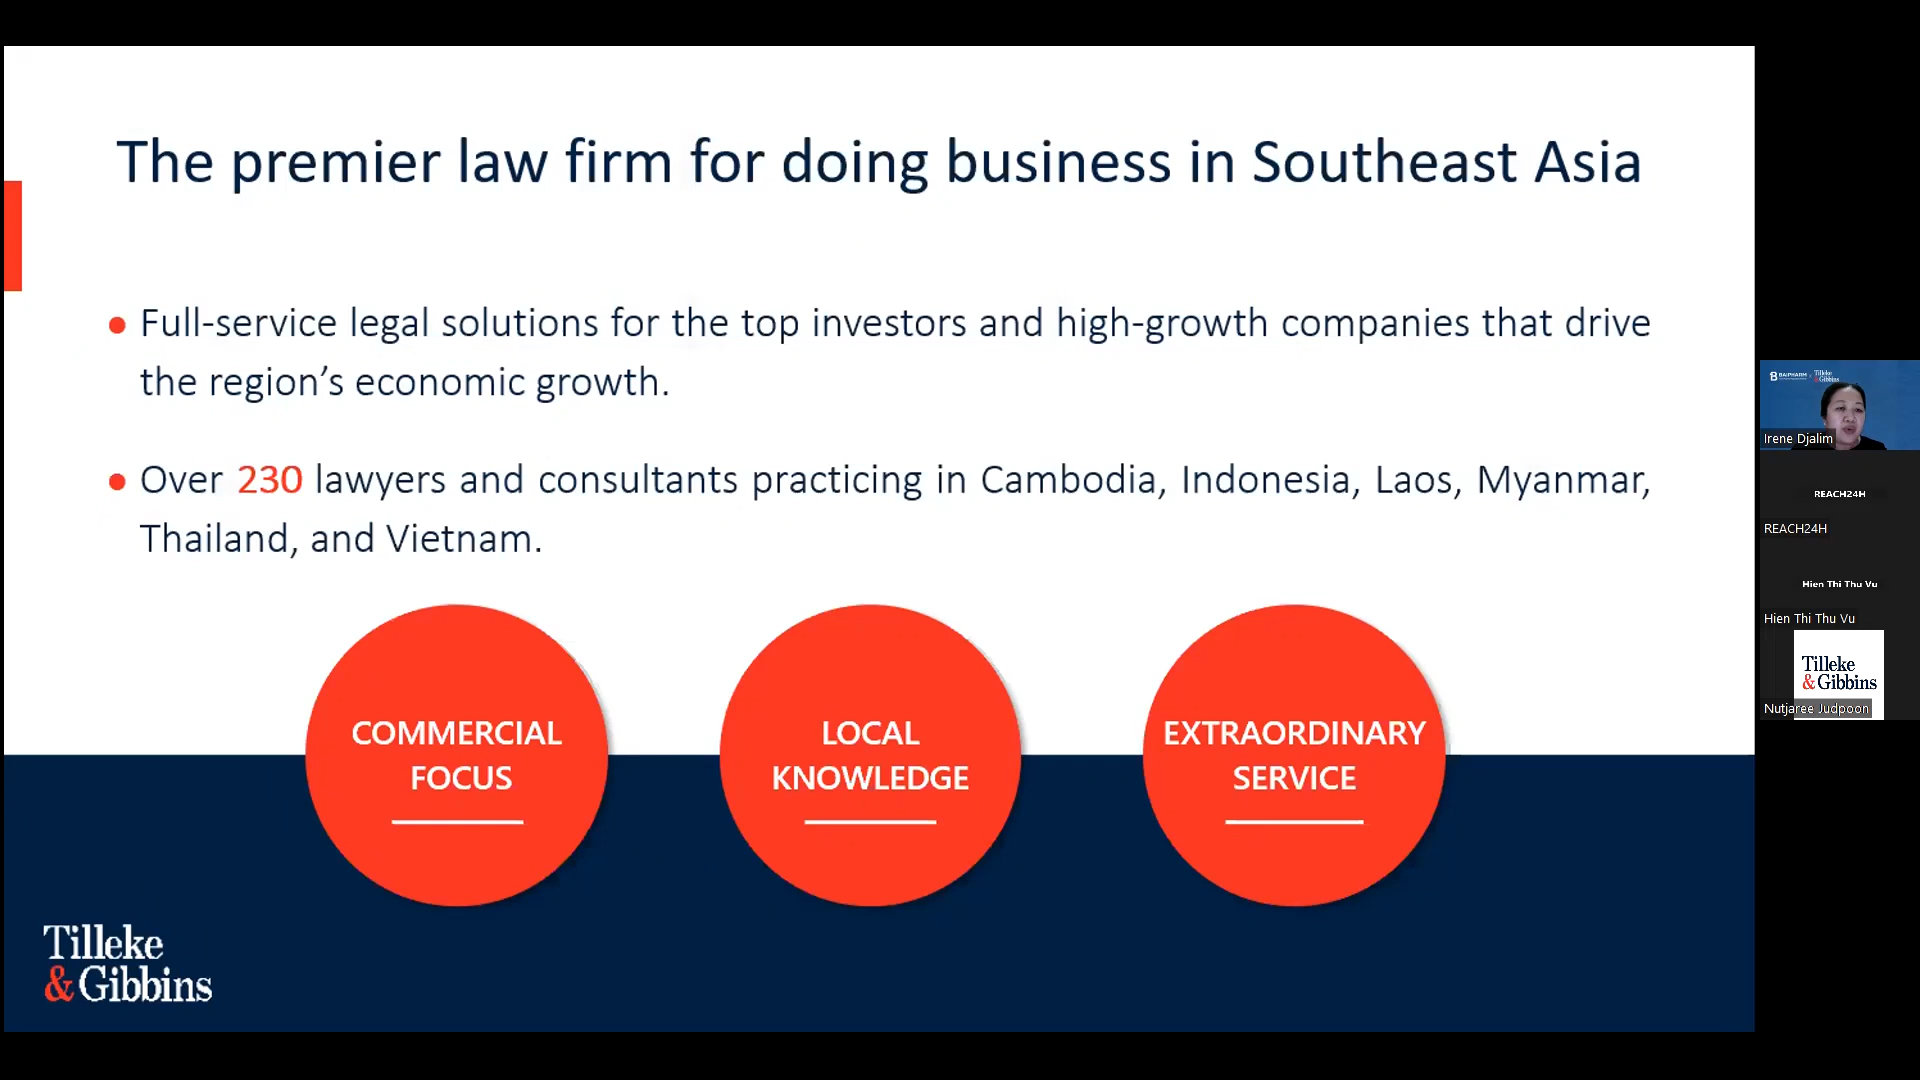 The premier law firm for doing business in Southeast Asia
• Full-service legal solutions for the top investors and high-growth companies that drive
the region’s economic growth.
• Over 230 lawyers and consultants practicing in Cambodia, Indonesia, Laos, Myanmar,
Thailand, and Vietnam.
COMMERCIAL
FOCUS
LOCAL
KNOWLEDGE
EXTRAORDINARY
SERVICE
Tilleke
& Gibbins
BAIPHARM
Tilleke
& Gibbins
Irene Djalim
REACH24H
REACH24H
Hien Thi Thu Vu
Hien Thi Thu Vu
Tilleke
& Gibbins
Nutjaree Judpoon